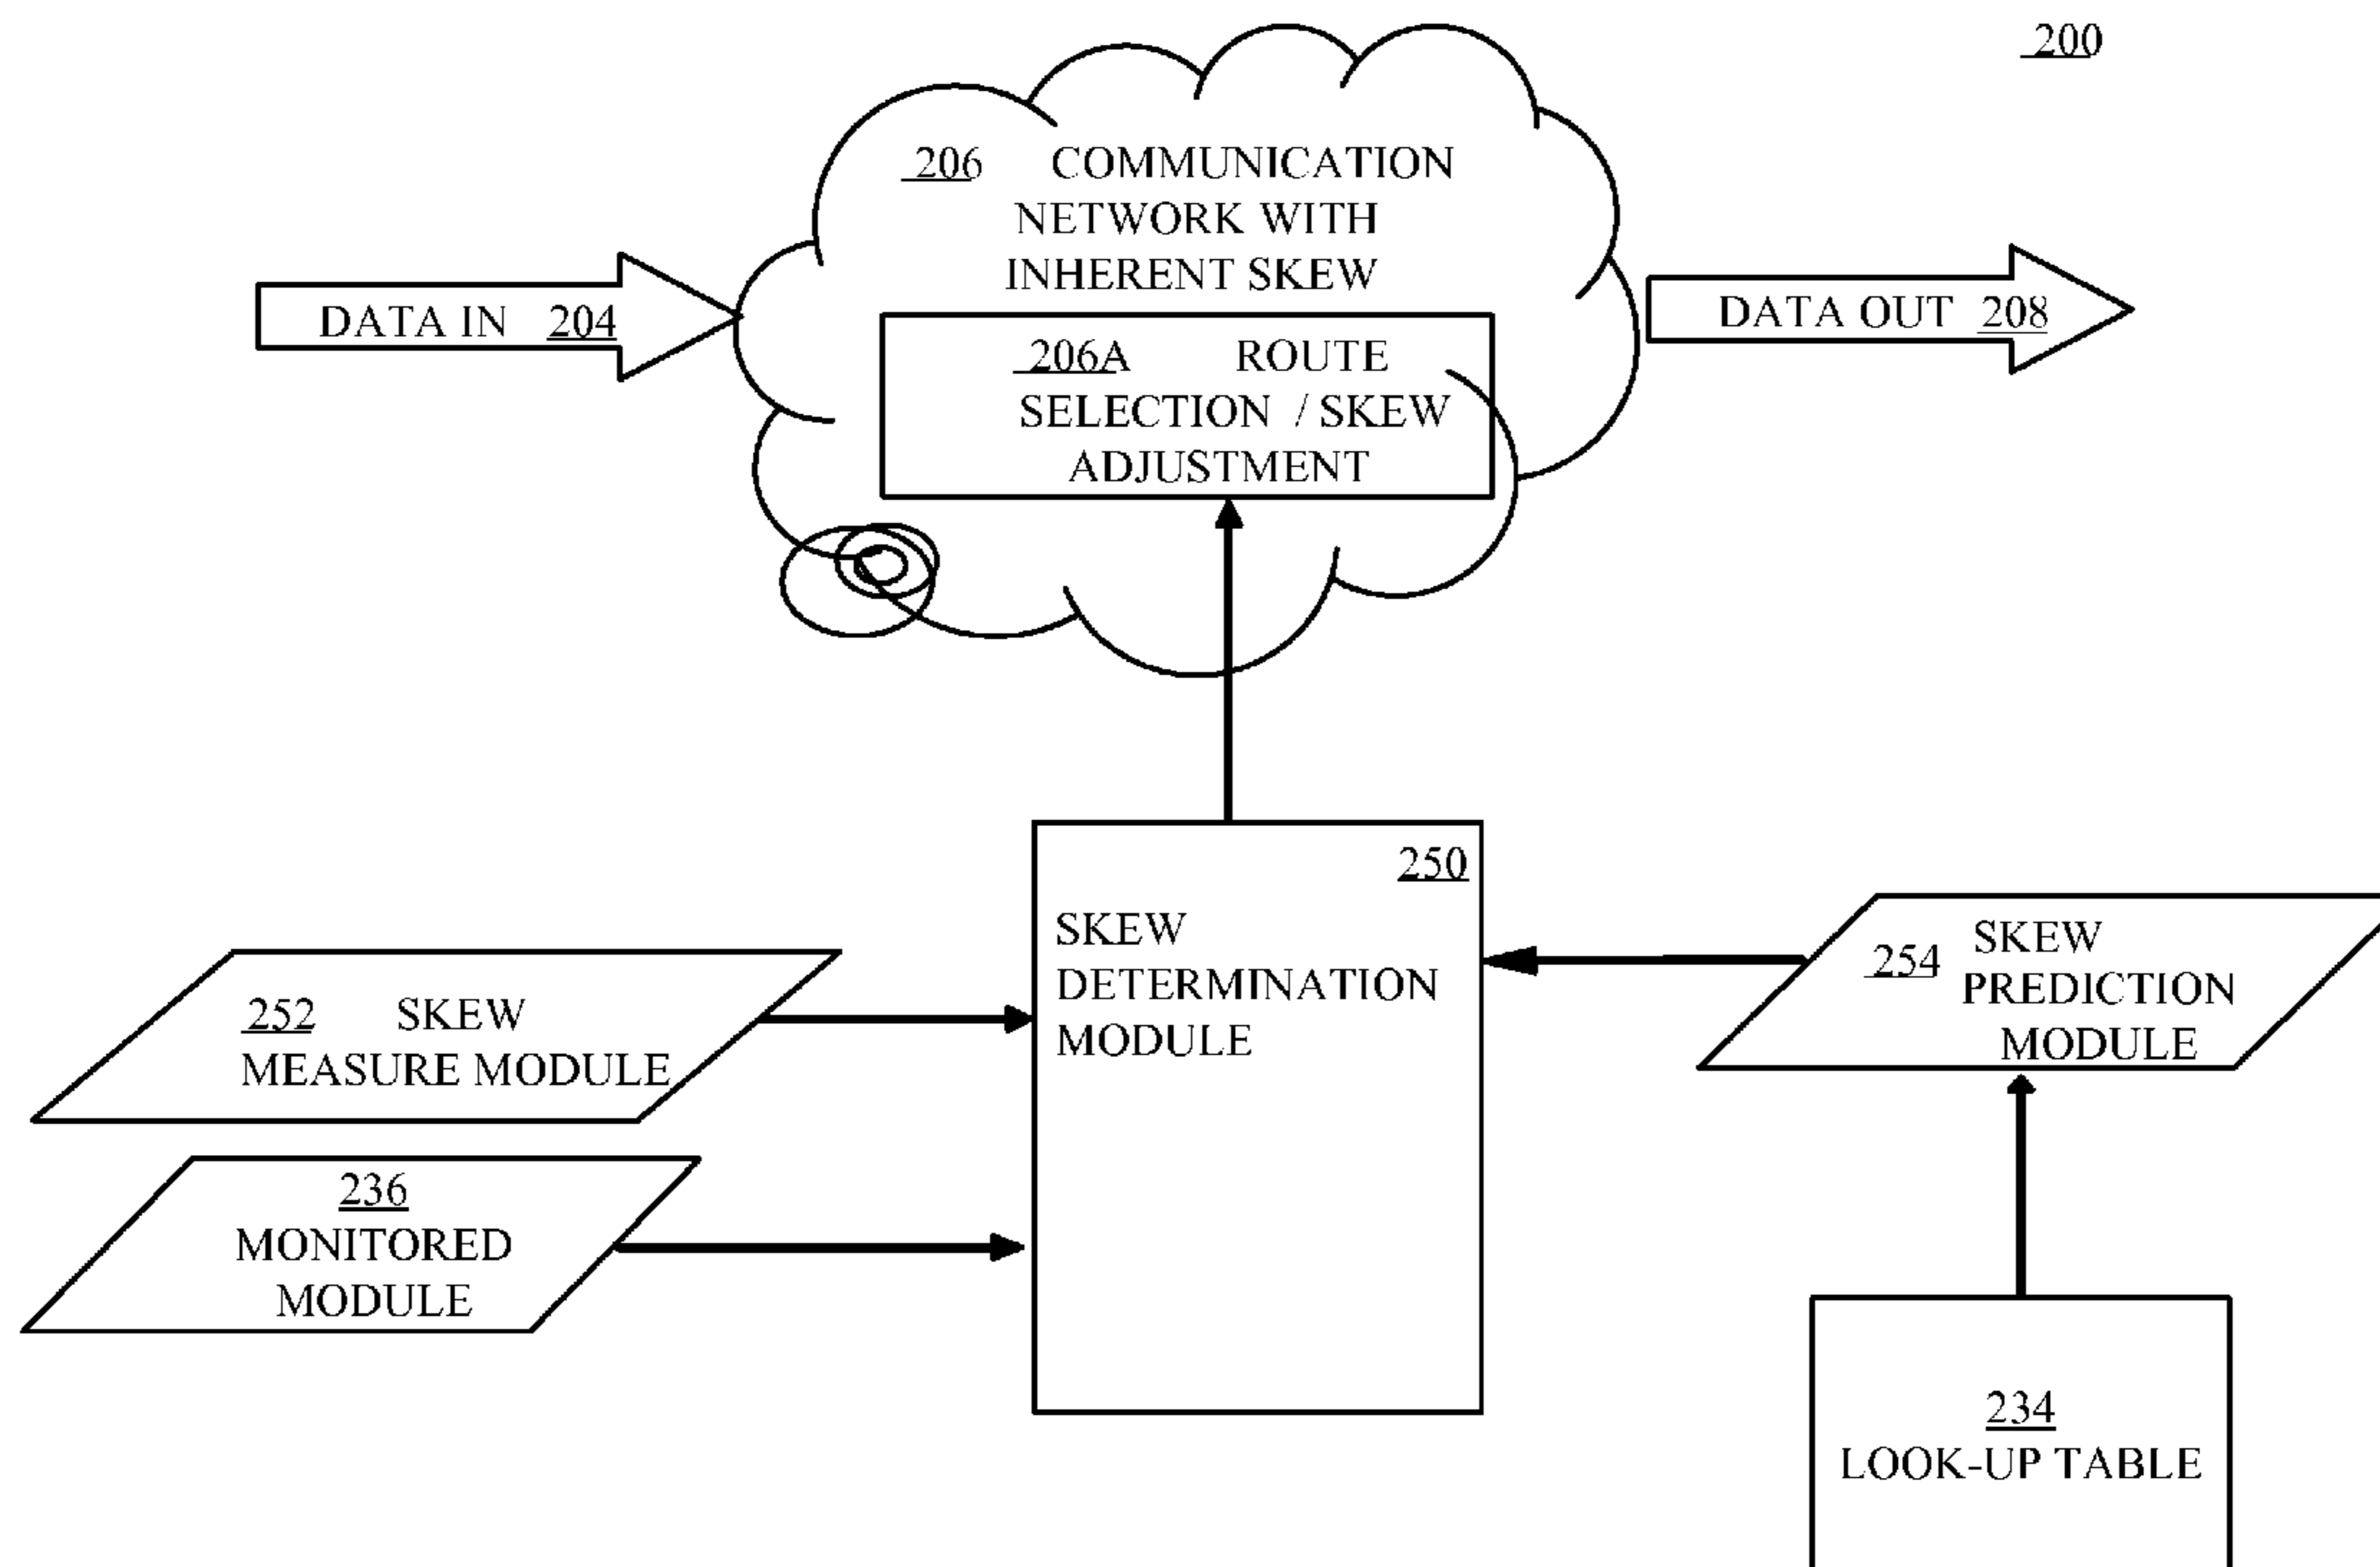 200
206 COMMUNICATION
NETWORK WITH
INHERENT SKEW
DATA IN 204
DATA OUT 208
206A ROUTE
SELECTION / SKEW
ADJUSTMENT
250
SKEW
DETERMINATION
MODULE
252 SKEW
MEASURE MODULE
236
MONITORED
MODULE
254 SKEW
PREDICTION
MODULE
234
LOOK-UP TABLE